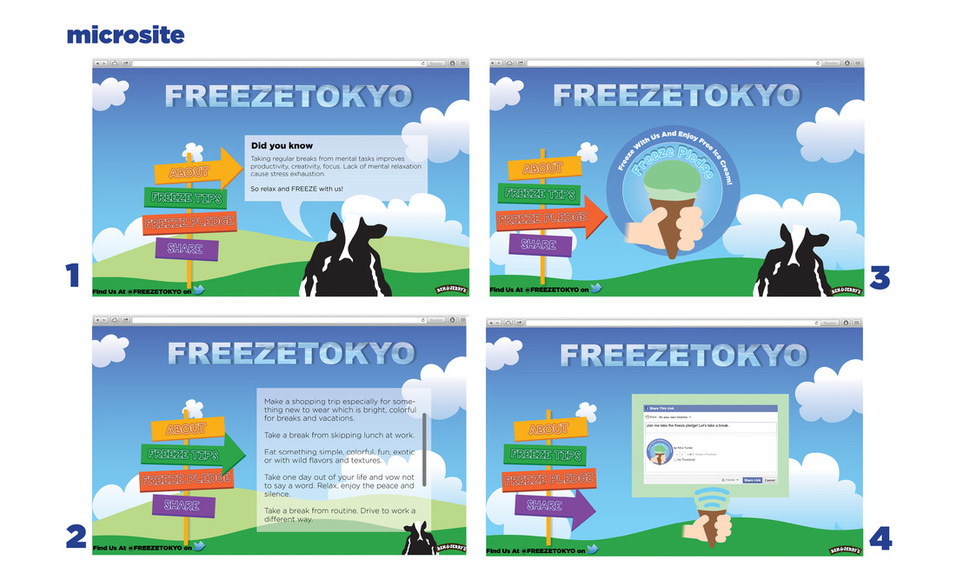 microsite
1
FREEZETOKYO
Did you know
Taking regular breaks from mental tasks improves
productivity, creativity, focus. Lack of mental relaxation
cause stress exhaustion.
So relax and FREEZE with us!
ABOUT
FREEZE TIPS
FREEZE PLEDGE
SHARE
Find Us At @FREEZETOKYO on
BEN & JERRY'S
2
FREEZETOKYO
Make a shopping trip especially for some-
thing new to wear which is bright, colorful
for breaks and vacations.
Take a break from skipping lunch at work.
Eat something simple, colorful, fun, exotic
or with wild flavors and textures.
Take one day out of your life and vow not
to say a word. Relax, enjoy the peace and
silence.
Take a break from routine. Drive to work a
different way.
ABOUT
FREEZE TIPS
FREEZE PLEDGE
SHARE
Find Us At @FREEZETOKYO on
BEN & JERRY'S
3
FREEZETOKYO
Freeze With Us And Enjoy Free Ice Cream!
Freeze Pledge
ABOUT
FREEZE TIPS
FREEZE PLEDGE
SHARE
Find Us At @FREEZETOKYO on
BEN & JERRY'S
4
FREEZETOKYO
Share This Link
Share: On your own timeline
Join me take the freeze pledge! Let's take a break.
No Thumbnail
Share Link
Cancel
ABOUT
FREEZE TIPS
FREEZE PLEDGE
SHARE
Find Us At @FREEZETOKYO on
BEN & JERRY'S